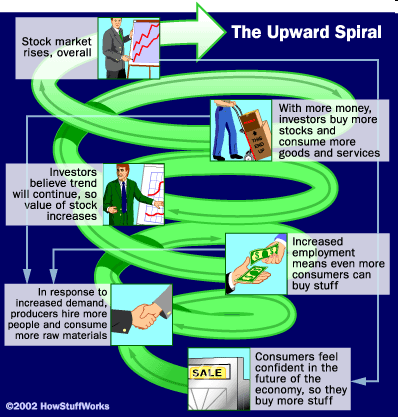 The Upward Spiral
Stock market
rises, overall
With more money,
investors buy more
stocks and
consume more
goods and services
THIS
END UP
Investors
believe trend
will continue, so
value of stock
increases
Increased
employment
means even more
consumers can
buy stuff
In response to
increased demand,
producers hire more
people and consume
more raw materials
SALE
Consumers feel
confident in the
future of the
economy, so they
buy more stuff
©2002 HowStuffWorks